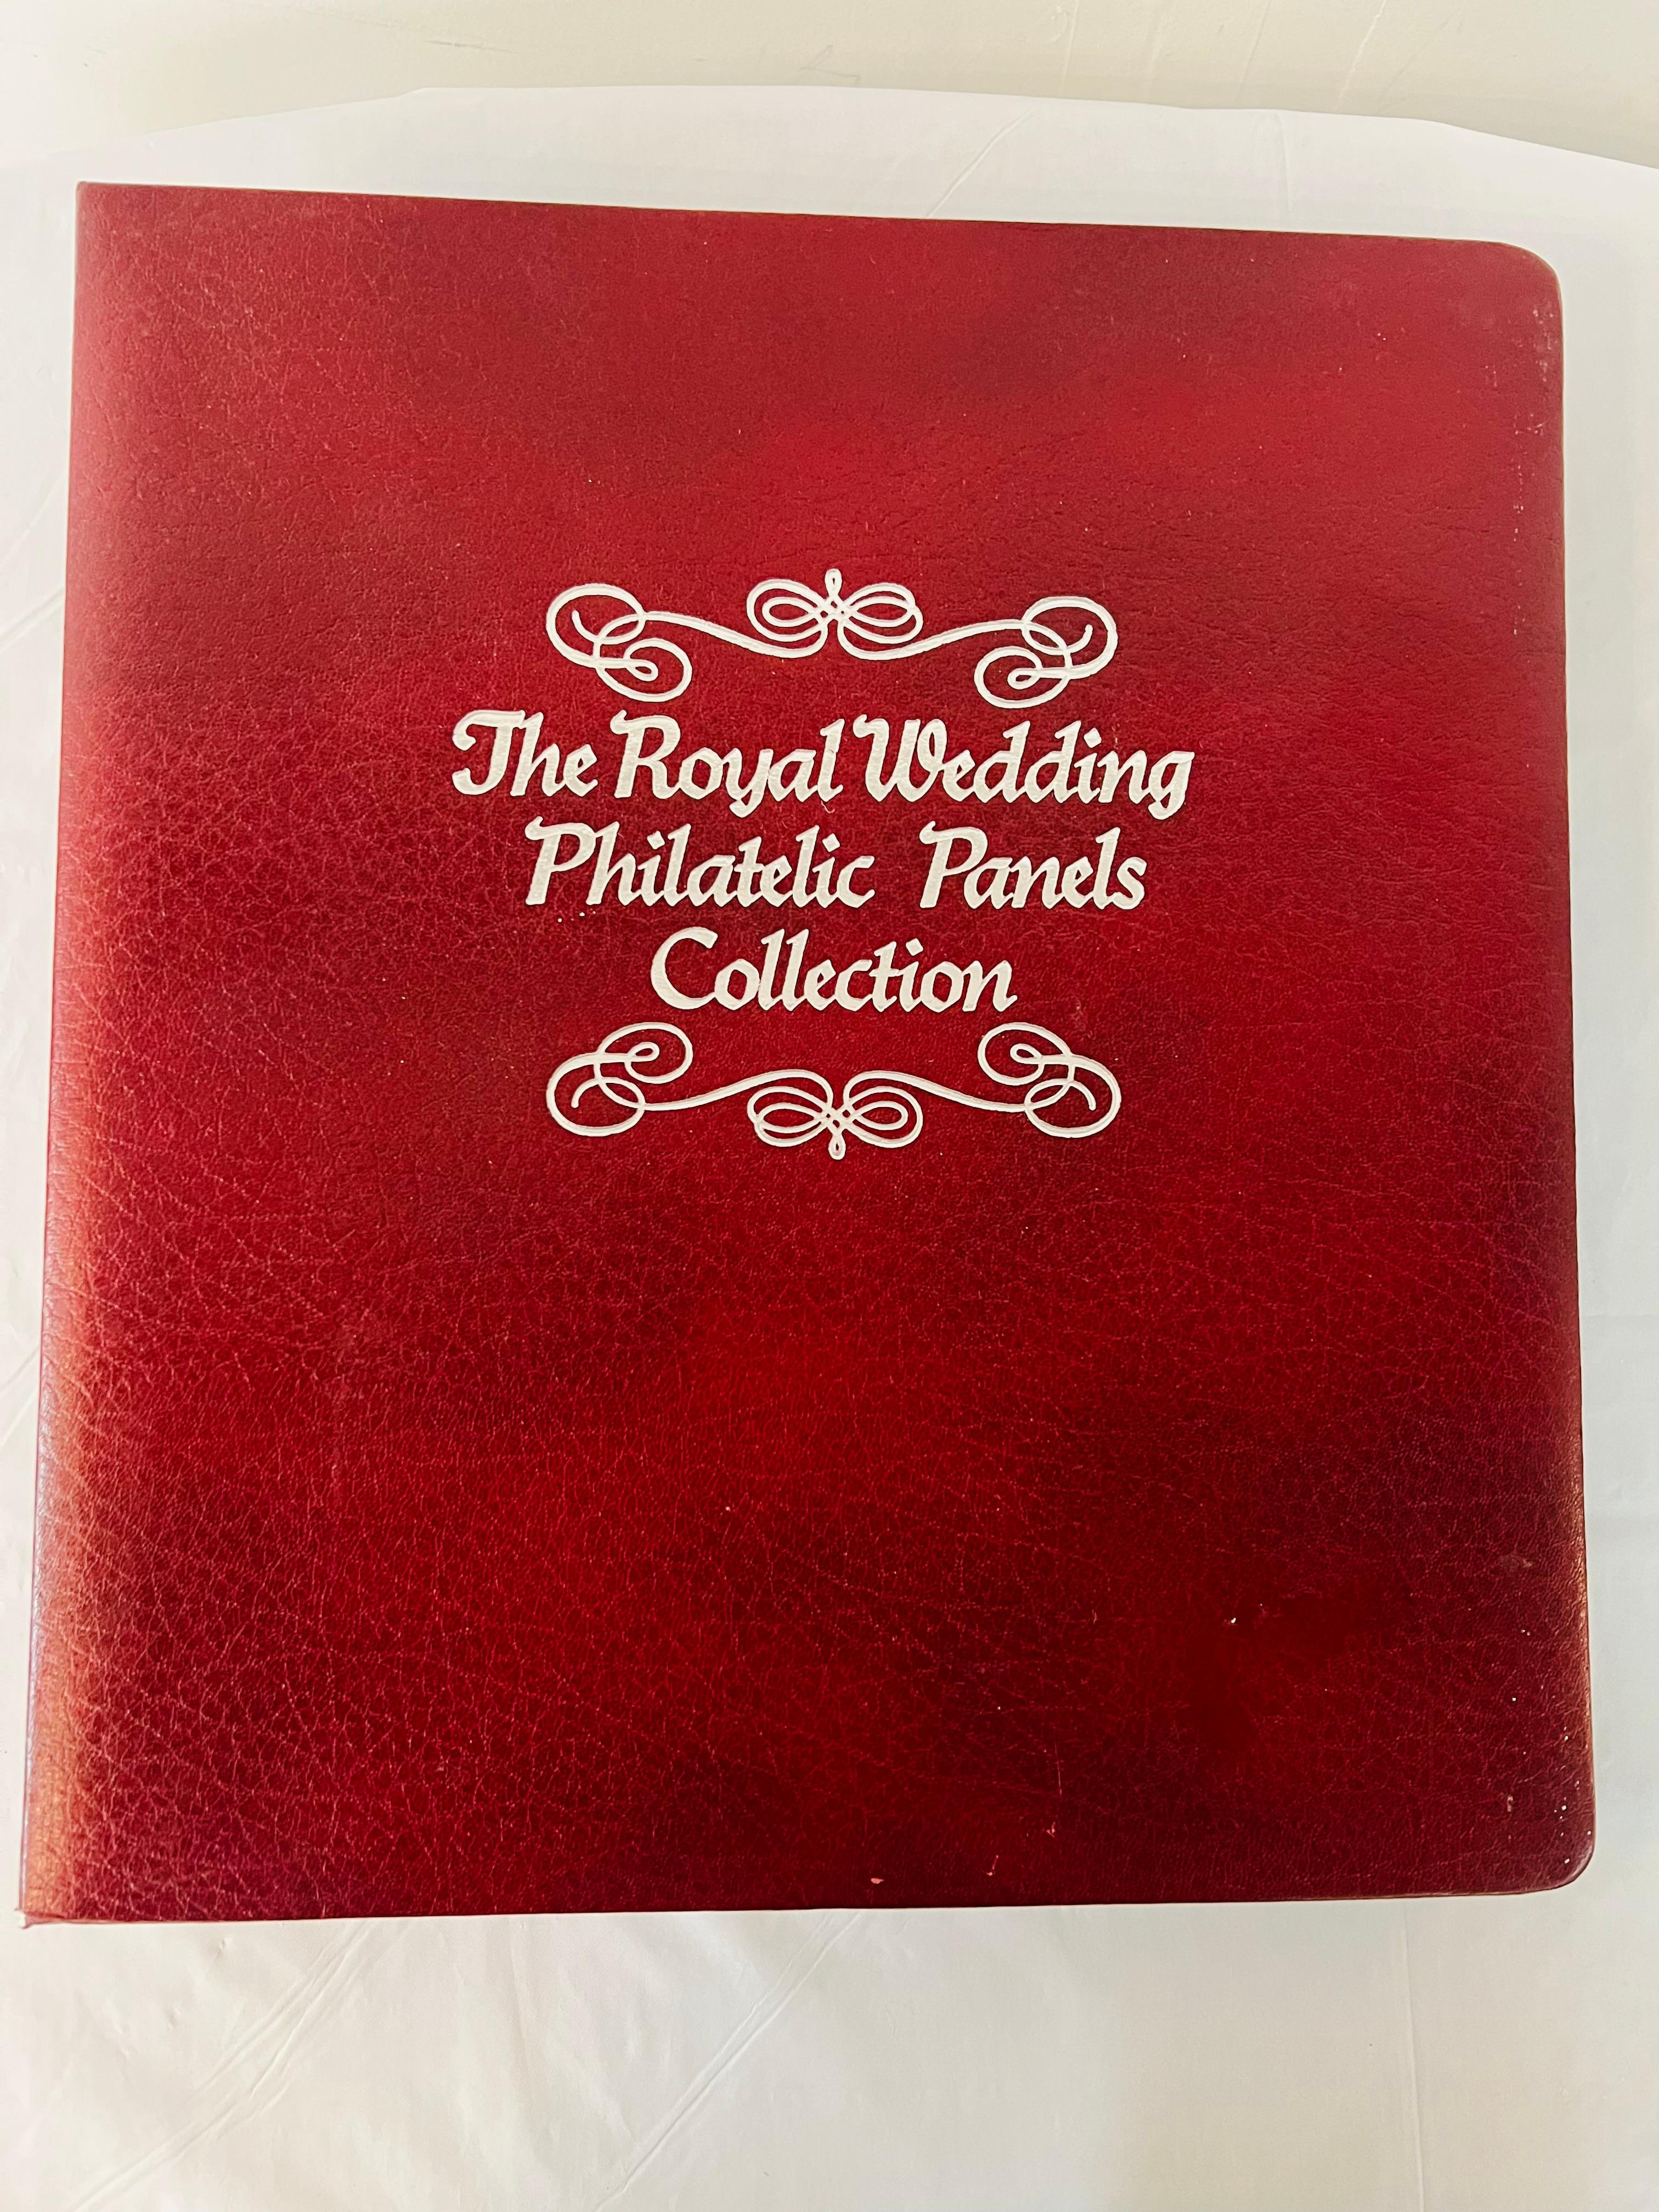 The Royal Wedding
Philatelic Panels
Collection